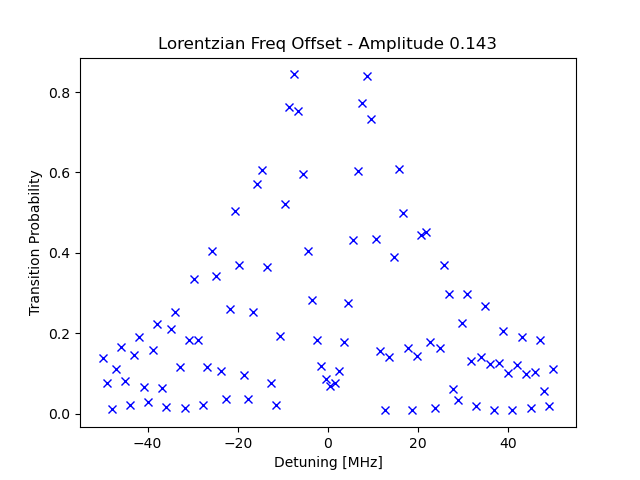 Lorentzian Freq Offset - Amplitude 0.143
0.8
0.6
0.4
0.2
0.0
Transition Probability
−40 −20 0 20 40
Detuning [MHz]